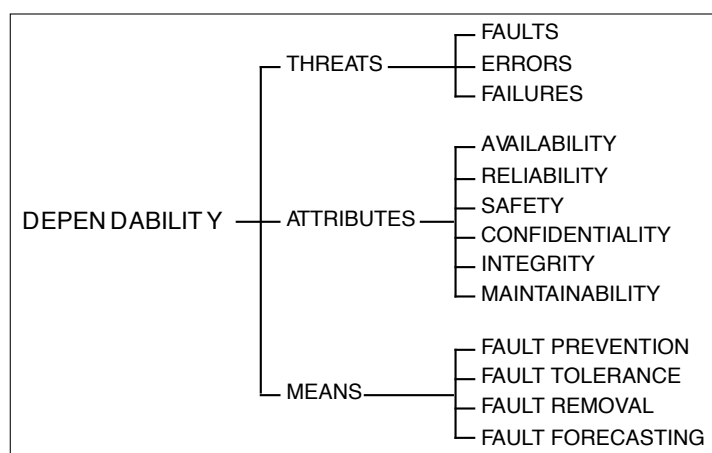 FAULTS
THREATS
ERRORS
FAILURES
AVAILABILITY
RELIABILITY
SAFETY
DEPENDABILITY
ATTRIBUTES
CONFIDENTIALITY
INTEGRITY
MAINTAINABILITY
FAULT PREVENTION
FAULT TOLERANCE
MEANS
FAULT REMOVAL
FAULT FORECASTING